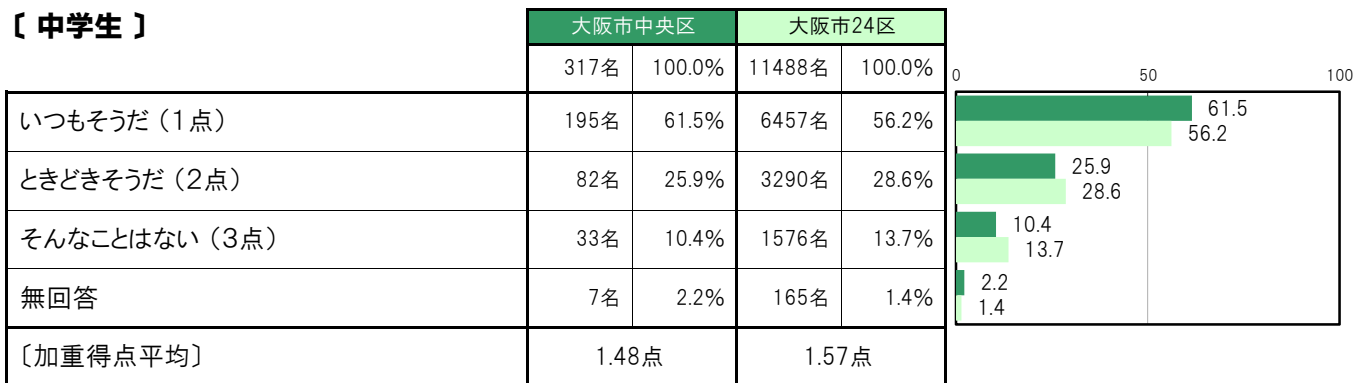 〔 中学生 〕
大阪市中央区 大阪市24区
317名 100.0% 11488名 100.0%
0 50 100
いつもそうだ（1点） 195名 61.5% 6457名 56.2% 61.5
56.2
ときどきそうだ（2点） 82名 25.9% 3290名 28.6% 25.9
28.6
そんなことはない（3点） 33名 10.4% 1576名 13.7% 10.4
13.7
無回答 7名 2.2% 165名 1.4% 2.2
1.4
〔加重得点平均〕 1.48点 1.57点